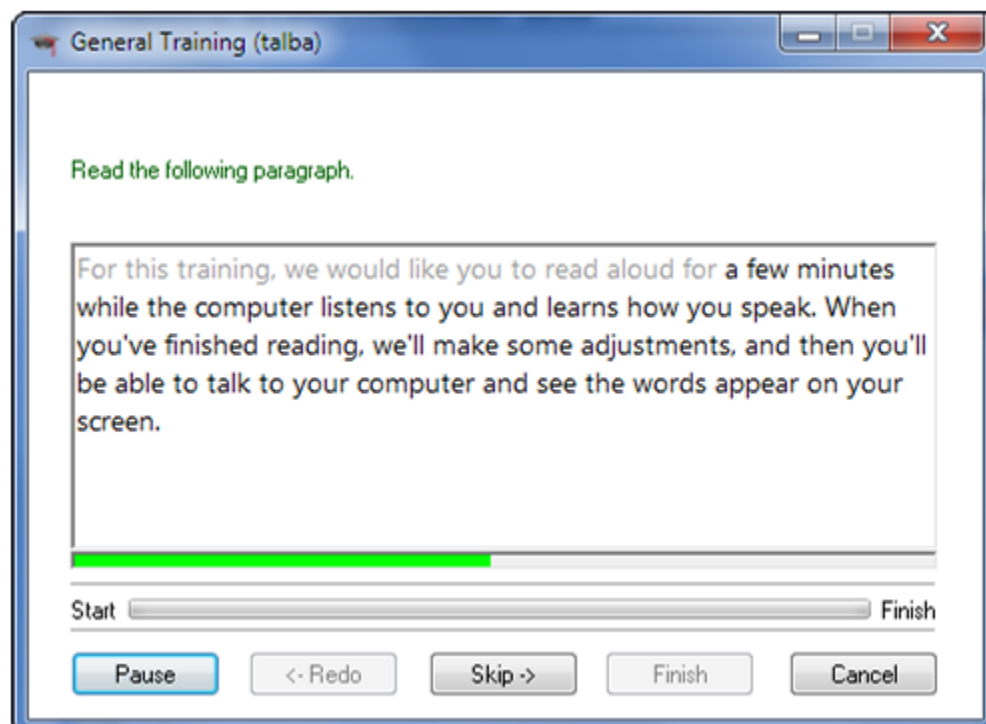 General Training (talba)
Read the following paragraph.
For this training, we would like you to read aloud for a few minutes
while the computer listens to you and learns how you speak. When
you've finished reading, we'll make some adjustments, and then you'll
be able to talk to your computer and see the words appear on your
screen.
Start Finish
Pause <- Redo Skip -> Finish Cancel